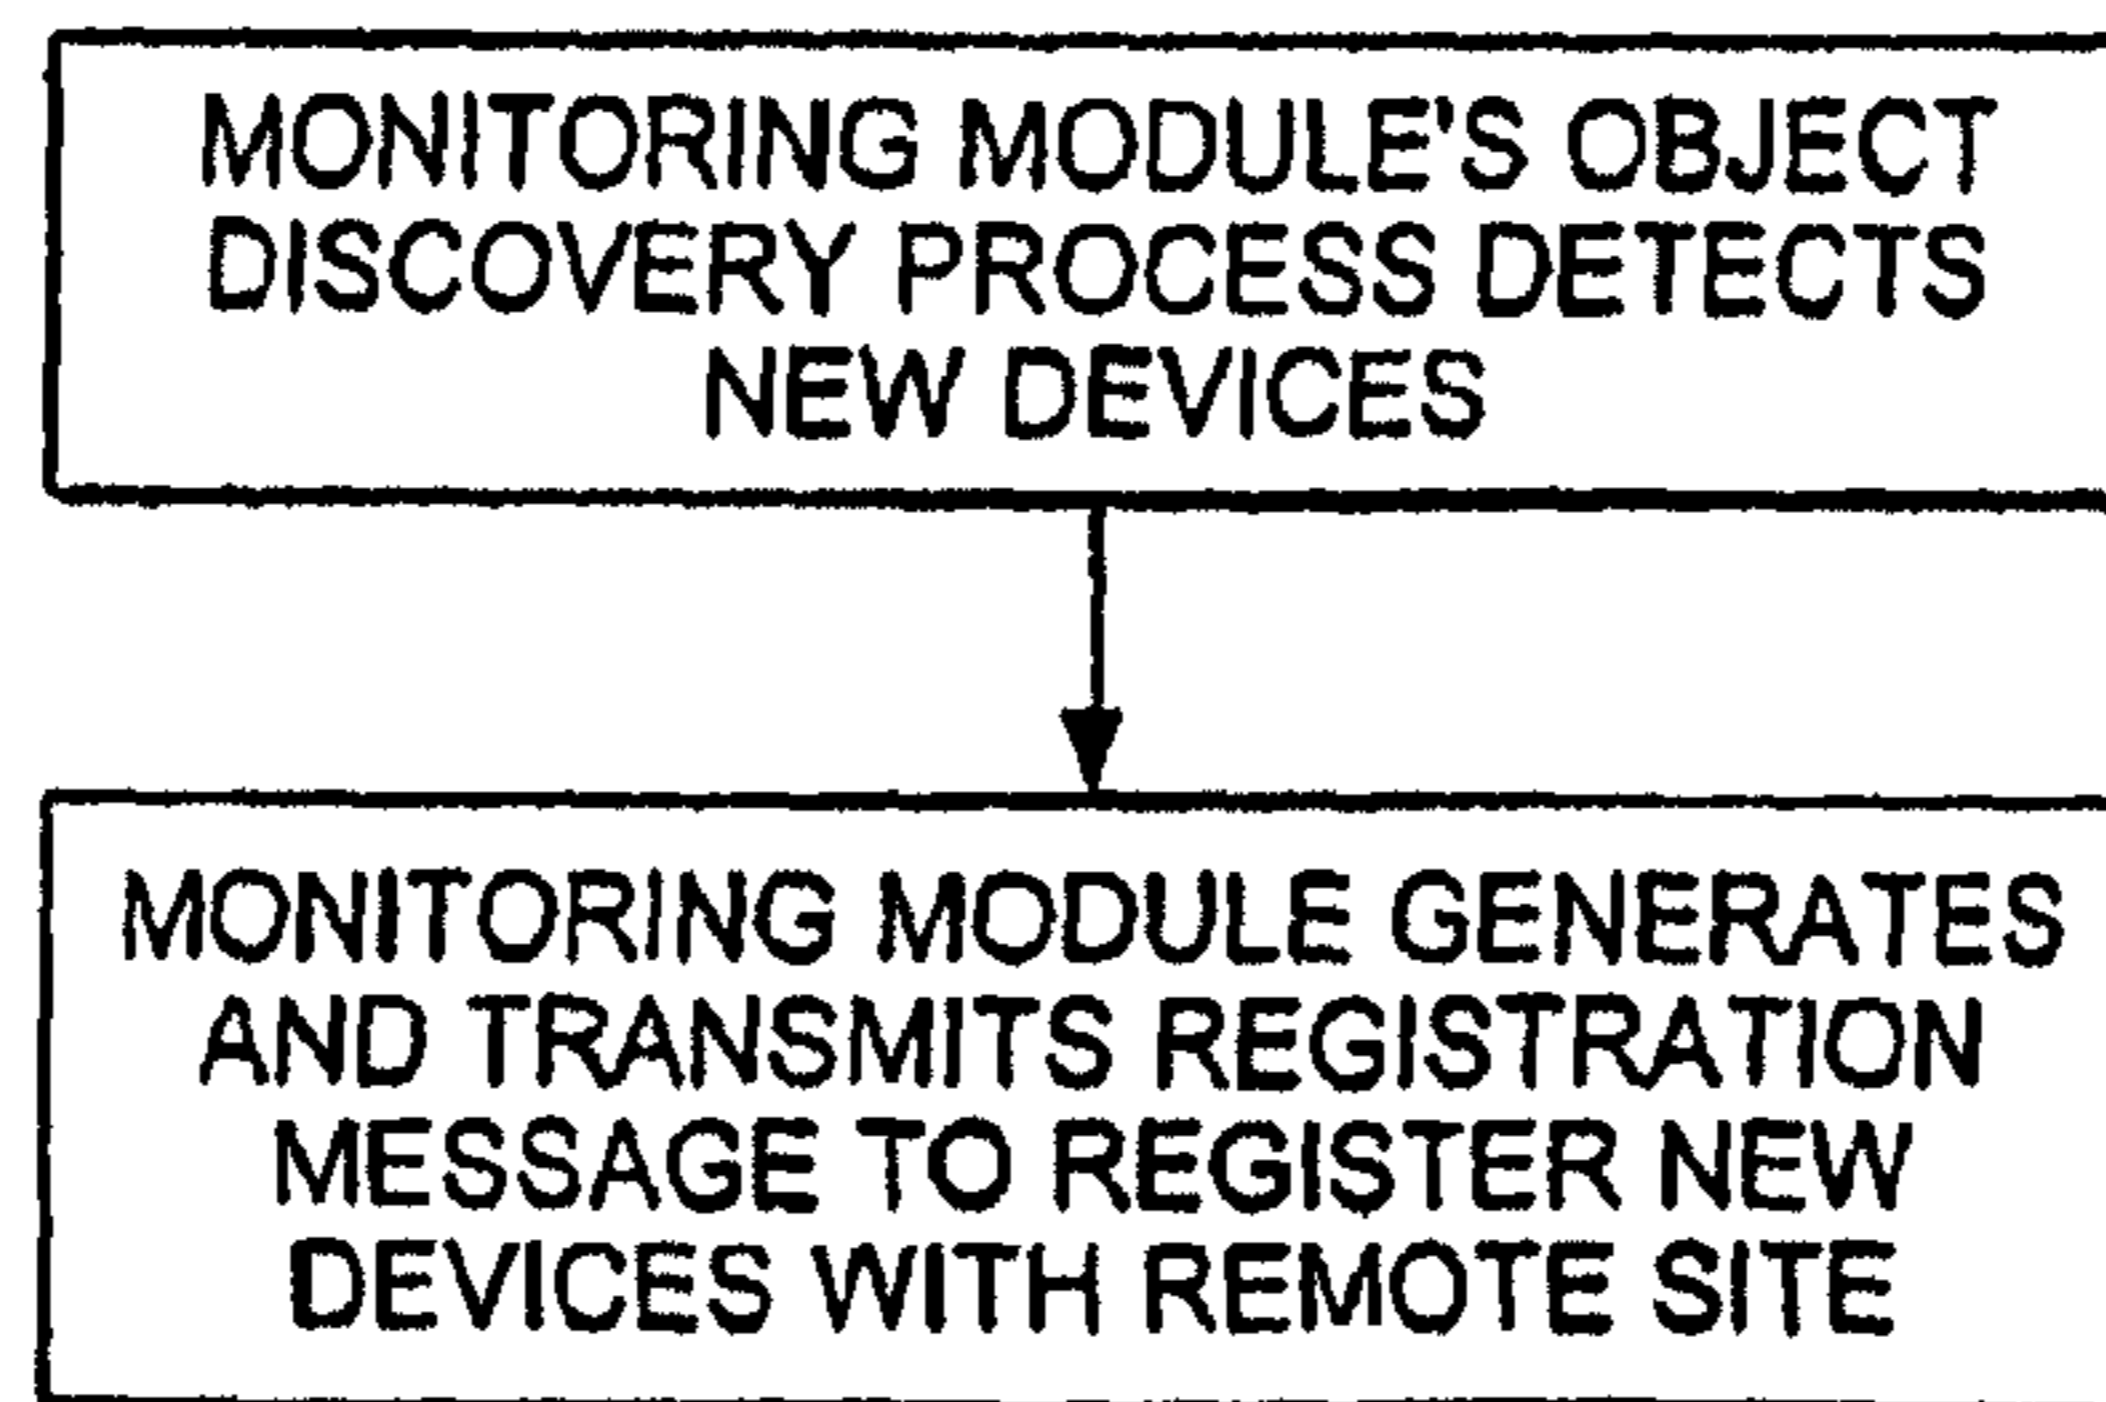 MONITORING MODULE'S OBJECT
DISCOVERY PROCESS DETECTS
NEW DEVICES
MONITORING MODULE GENERATES
AND TRANSMITS REGISTRATION
MESSAGE TO REGISTER NEW
DEVICES WITH REMOTE SITE